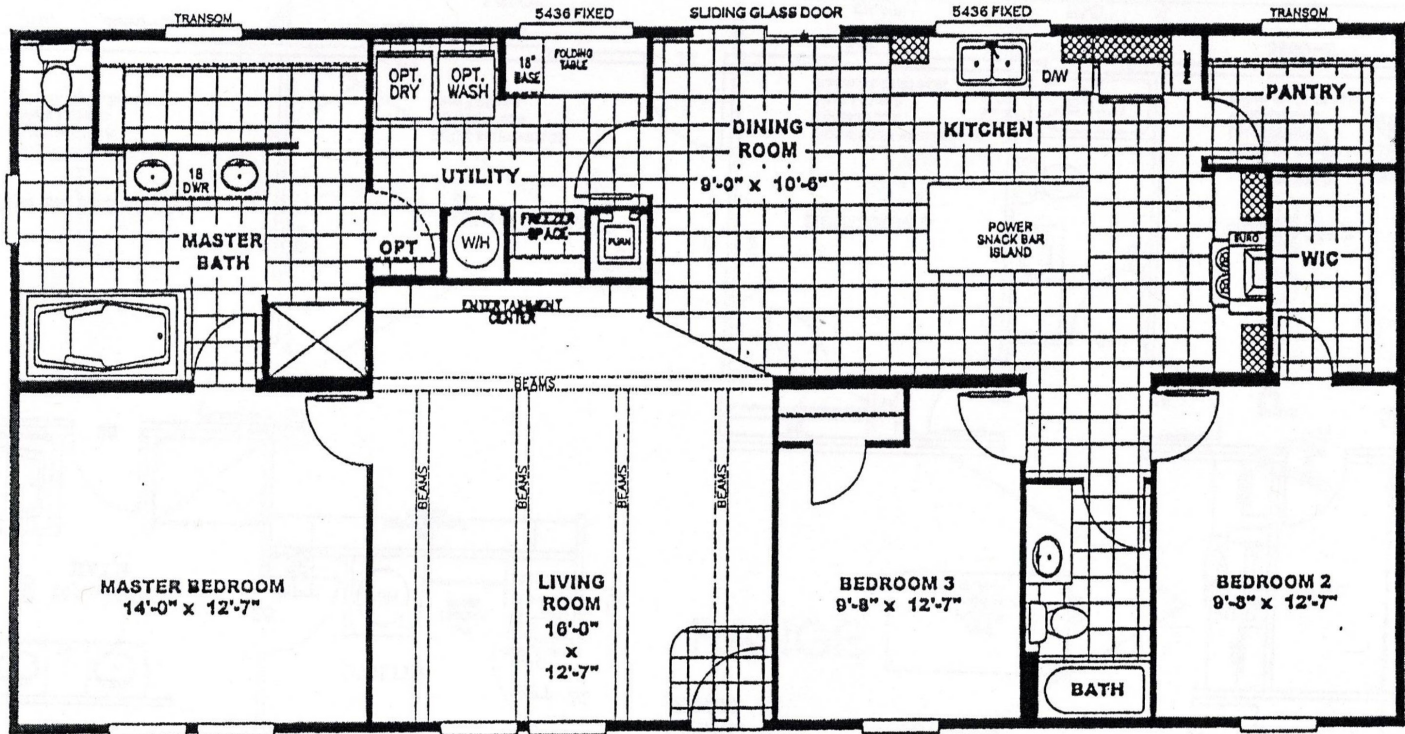 TRANSOM
5436 FIXED
SLIDING GLASS DOOR
5436 FIXED
TRANSOM
OPT.
DRY
OPT.
WASH
18"
BASE
FOLDING
TABLE
D/W
PANTRY
DINING
ROOM
9'-0" x 10'-6"
KITCHEN
18
DWR
UTILITY
MASTER
BATH
OPT
W/H
FREEZER
SPACE
FURN
POWER
SNACK BAR
ISLAND
EURO
WIC
ENTERTAINMENT
CENTER
BEAMS
BEAMS
BEAMS
BEAMS
BEAMS
MASTER BEDROOM
14'-0" x 12'-7"
LIVING
ROOM
16'-0"
x
12'-7"
BEDROOM 3
9'-8" x 12'-7"
BEDROOM 2
9'-8" x 12'-7"
BATH